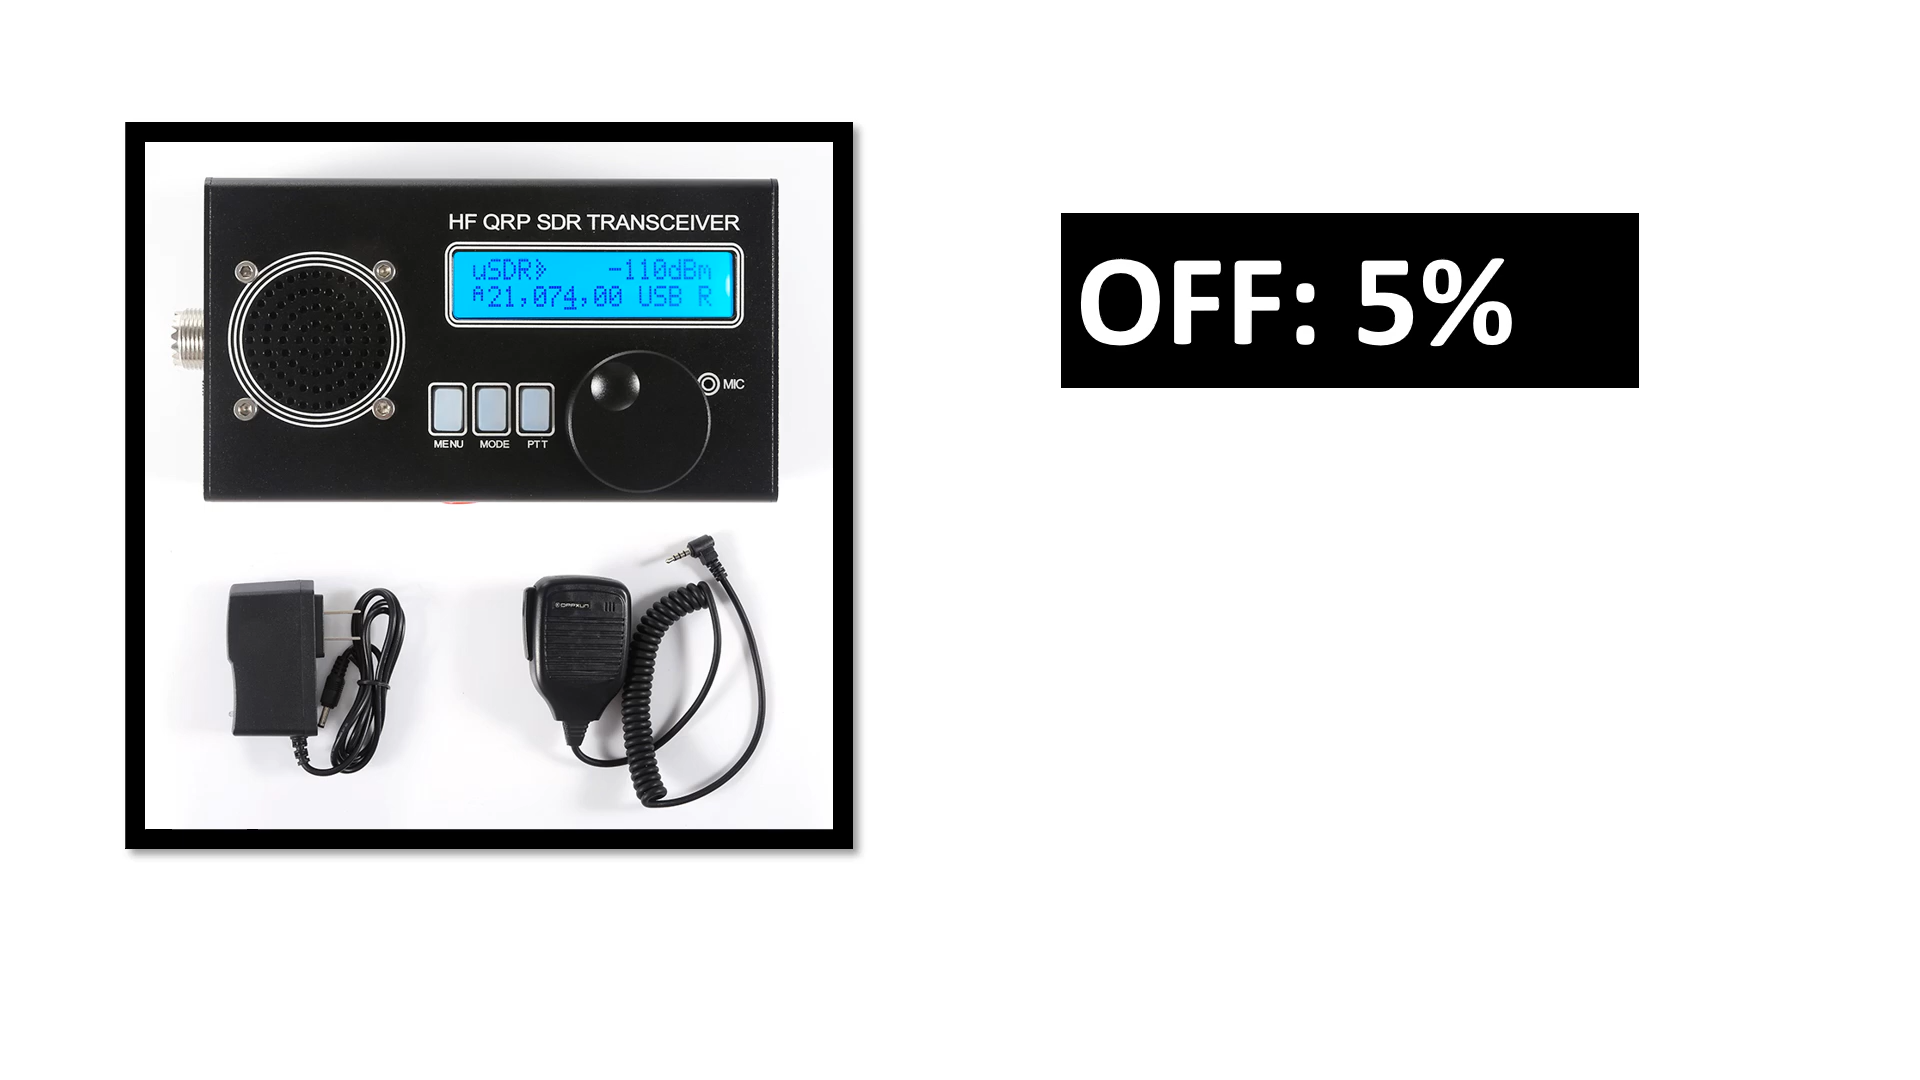 HF QRP SDR TRANSCEIVER
uSDR -110dBm
A21,074,00 USB R
MIC
MENU MODE PTT
OFF: 5%